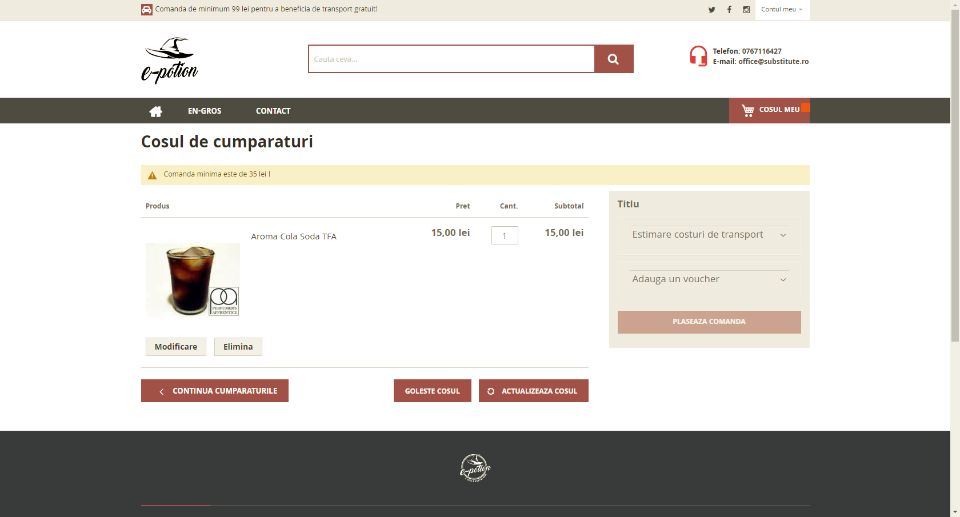 Comanda de minimum 99 lei pentru a beneficia de transport gratuit!
Contul meu
e-potion
Cauta ceva...
Telefon: 0767116427
E-mail: office@substitute.ro
EN-GROS
CONTACT
COSUL MEU
Cosul de cumparaturi
Comanda minima este de 35 lei !
Produs
Pret
Cant.
Subtotal
Aroma Cola Soda TFA
15,00 lei
1
15,00 lei
PERFUMER'S
APPRENTICE
Modificare
Elimina
CONTINUA CUMPARATURILE
GOLESTE COSUL
ACTUALIZEAZA COSUL
Titlu
Estimare costuri de transport
Adauga un voucher
PLASEAZA COMANDA
e-potion